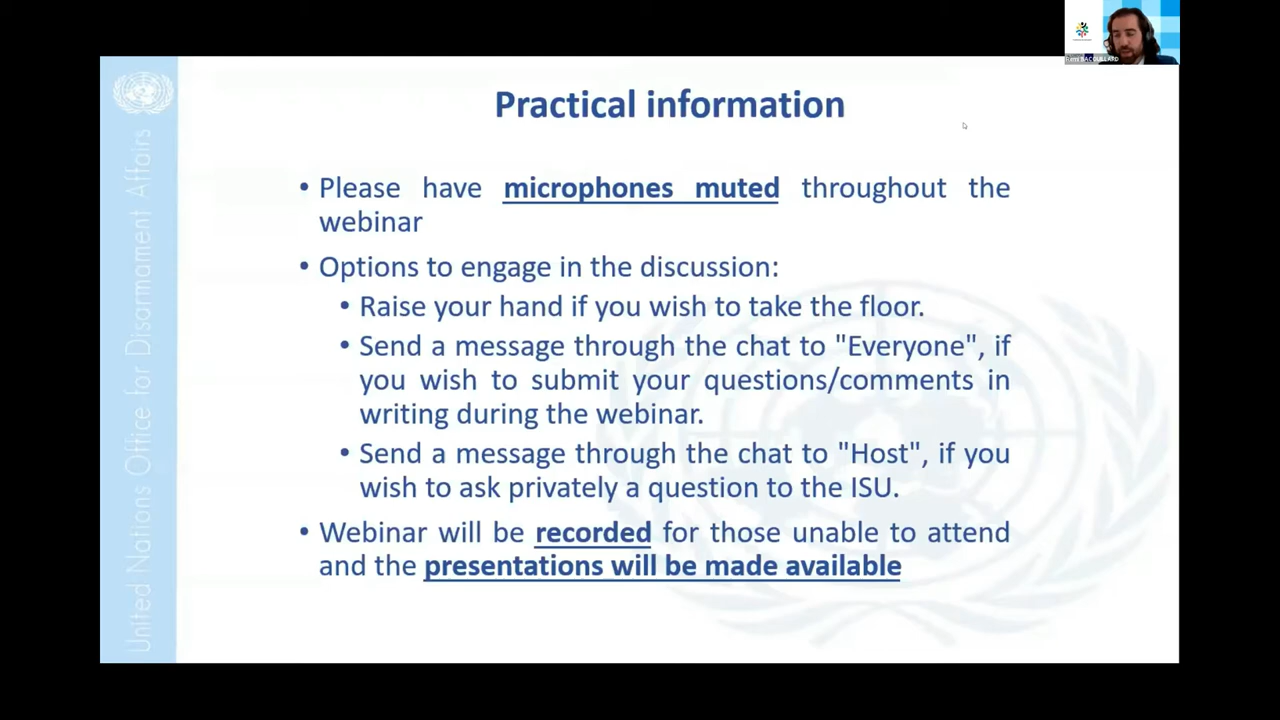 Practical information
• Please have microphones muted throughout the
webinar
• Options to engage in the discussion:
• Raise your hand if you wish to take the floor.
• Send a message through the chat to "Everyone", if
you wish to submit your questions/comments in
writing during the webinar.
• Send a message through the chat to "Host", if you
wish to ask privately a question to the ISU.
• Webinar will be recorded for those unable to attend
and the presentations will be made available
United Nations Office for Disarmament Affairs